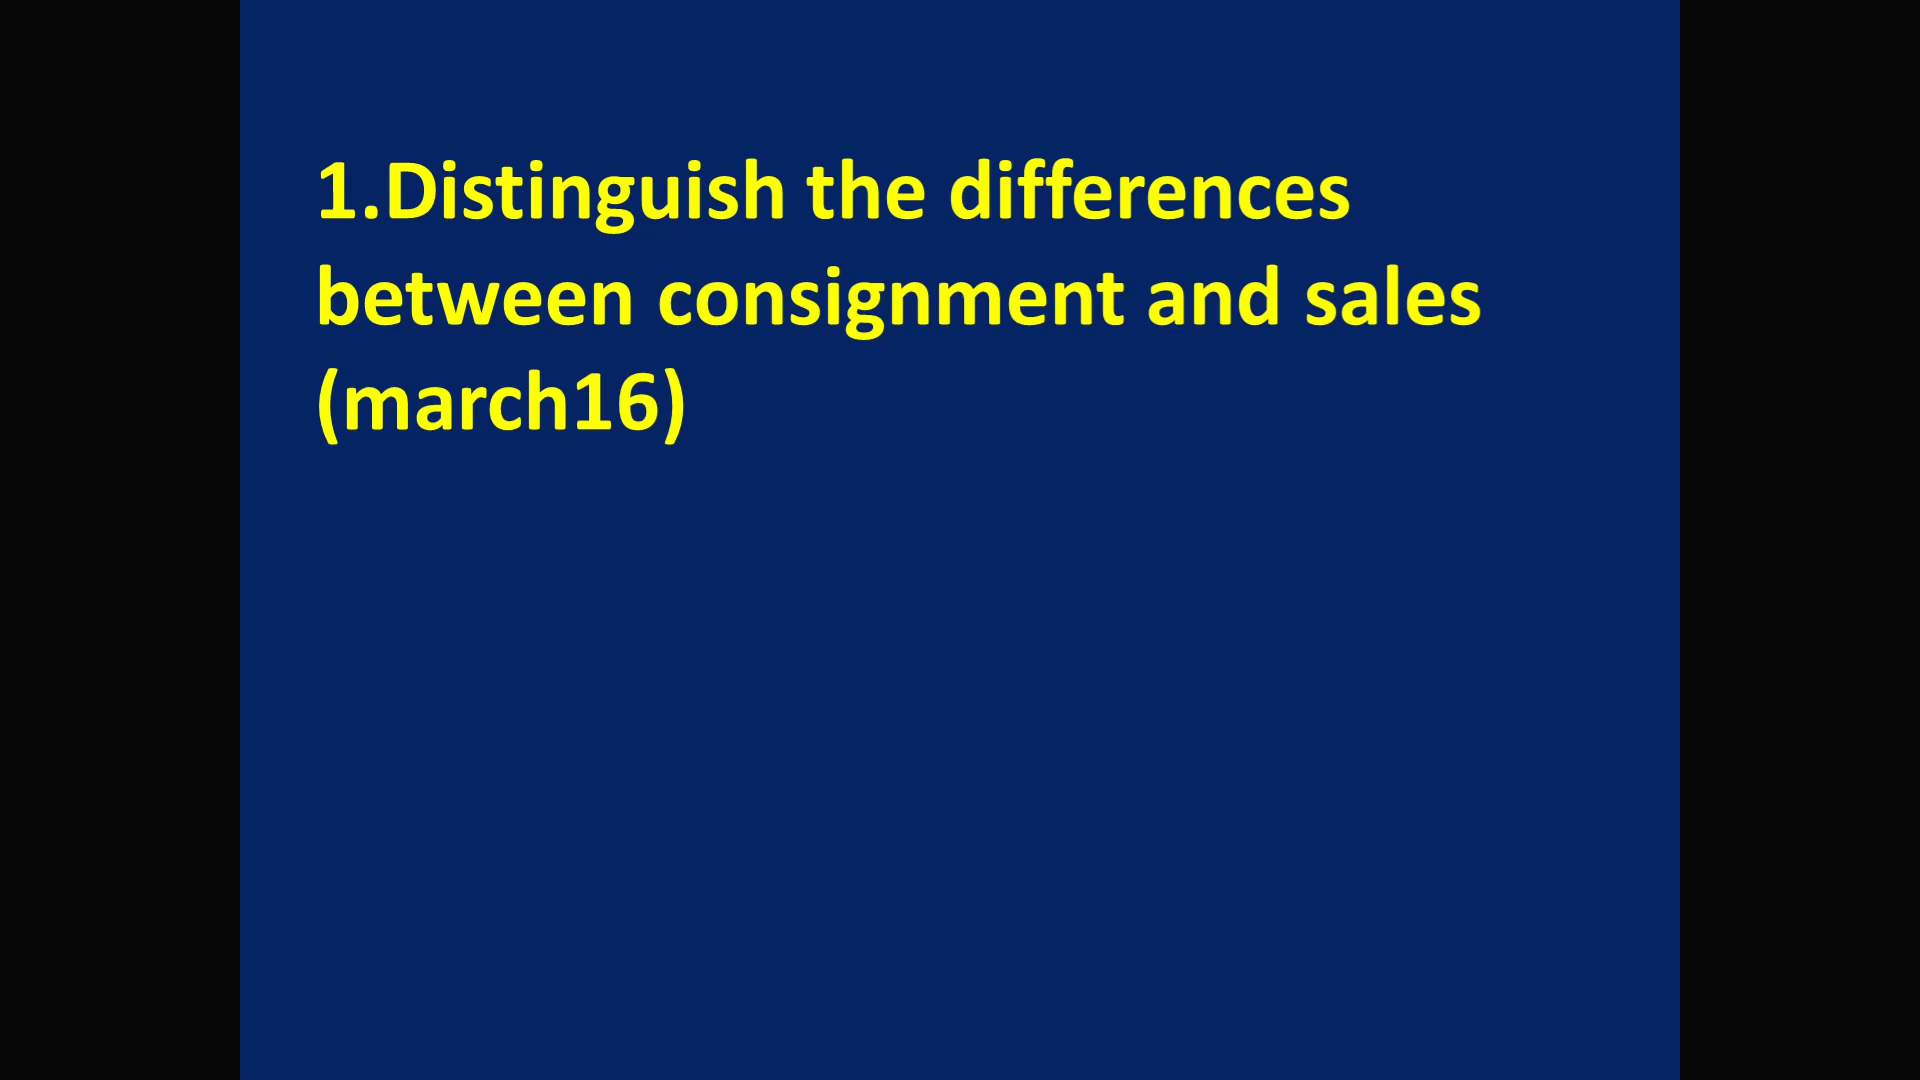 1.Distinguish the differences
between consignment and sales
(march16)